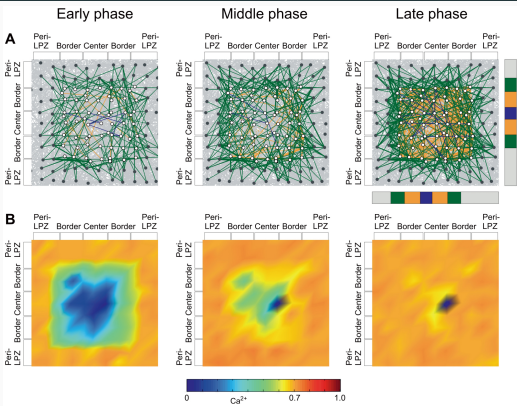 Early phase Middle phase Late phase
A
Peri- Peri- Peri- Peri- Peri- Peri-
LPZ Border Center Border LPZ LPZ Border Center Border LPZ LPZ Border Center Border LPZ
Peri-
LPZ
Border
Center
Border
Peri-
LPZ
Peri-
LPZ
Border
Center
Border
Peri-
LPZ
Peri-
LPZ
Border
Center
Border
Peri-
LPZ
B
Peri- Peri- Peri- Peri- Peri- Peri-
LPZ Border Center Border LPZ LPZ Border Center Border LPZ LPZ Border Center Border LPZ
Peri-
LPZ
Border
Center
Border
Peri-
LPZ
Peri-
LPZ
Border
Center
Border
Peri-
LPZ
Peri-
LPZ
Border
Center
Border
Peri-
LPZ
0 Ca2+ 0.7 1.0